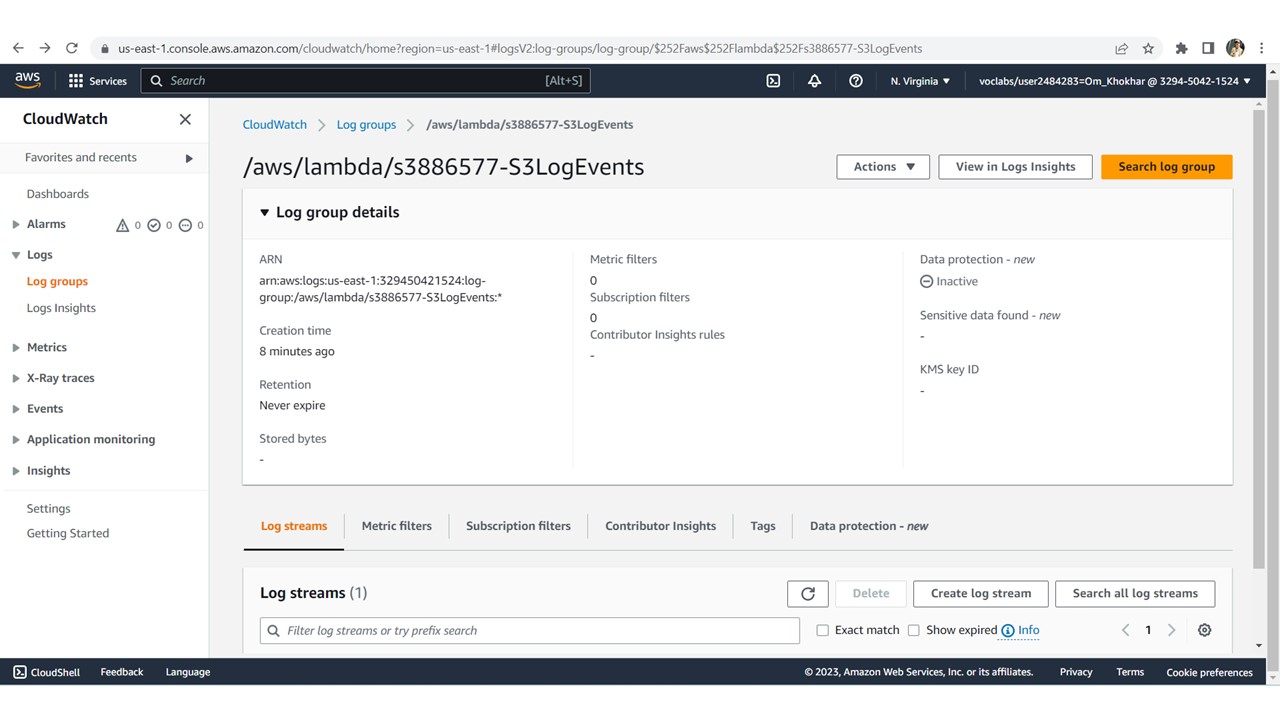 us-east-1.console.aws.amazon.com/cloudwatch/home?region=us-east-1#logsV2:log-groups/log-group/$252Faws$252Flambda$252Fs3886577-S3LogEvents
aws Services Search [Alt+S] N. Virginia voclabs/user2484283=Om_Khokhar @ 3294-5042-1524
CloudWatch
Favorites and recents
Dashboards
Alarms 0 0 0
Logs
Log groups
Logs Insights
Metrics
X-Ray traces
Events
Application monitoring
Insights
Settings
Getting Started
CloudWatch Log groups /aws/lambda/s3886577-S3LogEvents
/aws/lambda/s3886577-S3LogEvents
Actions View in Logs Insights Search log group
Log group details
ARN
arn:aws:logs:us-east-1:329450421524:log-
group:/aws/lambda/s3886577-S3LogEvents:*
Creation time
8 minutes ago
Retention
Never expire
Stored bytes
-
Metric filters
0
Subscription filters
0
Contributor Insights rules
-
Data protection - new
Inactive
Sensitive data found - new
-
KMS key ID
-
Log streams Metric filters Subscription filters Contributor Insights Tags Data protection - new
Log streams (1)
Delete Create log stream Search all log streams
Filter log streams or try prefix search Exact match Show expired Info 1
CloudShell Feedback Language © 2023, Amazon Web Services, Inc. or its affiliates. Privacy Terms Cookie preferences